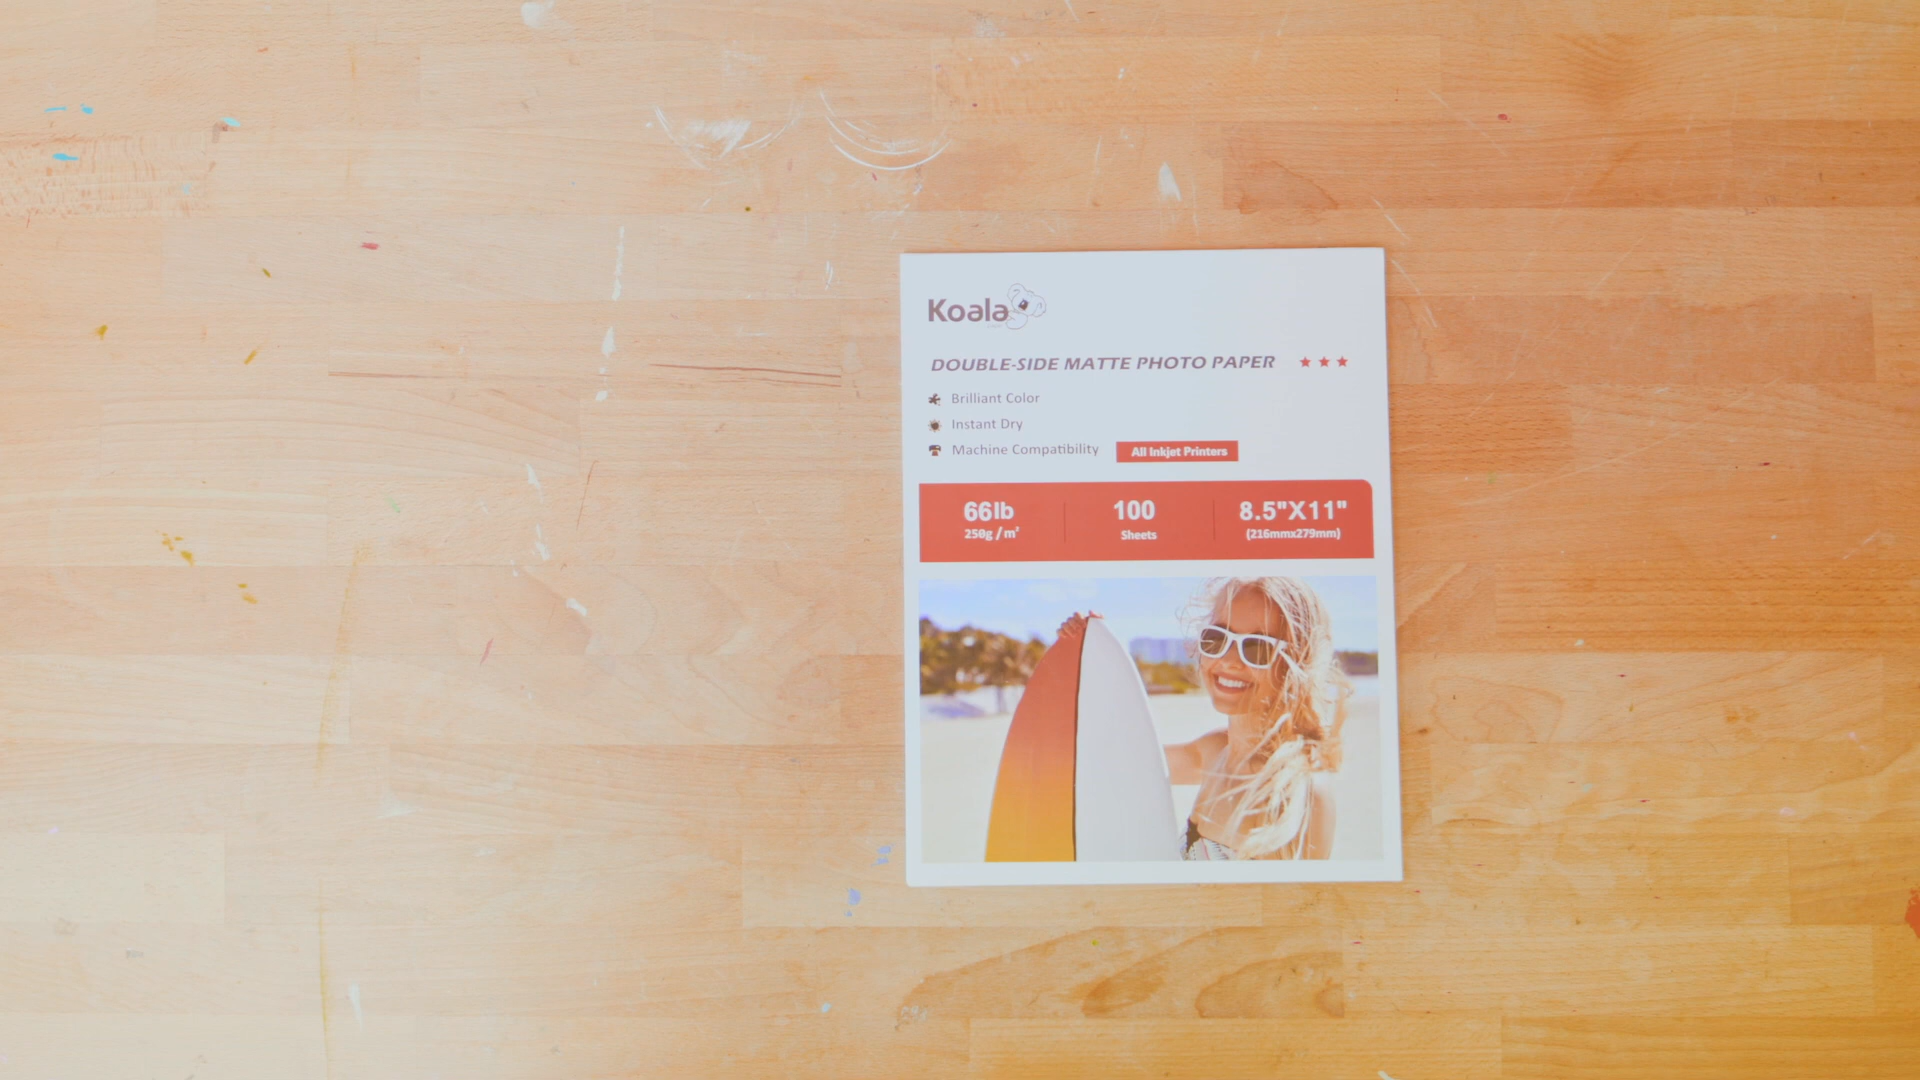 Koala
DOUBLE-SIDE MATTE PHOTO PAPER
Brilliant Color
Instant Dry
Machine Compatibility All Inkjet Printers
66lb 100 8.5"X11"
250g/m² Sheets (216mmx279mm)